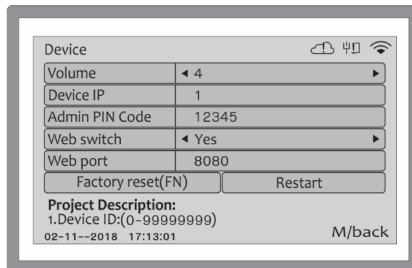 Device
Volume 4
Device IP 1
Admin PIN Code 12345
Web switch Yes
Web port 8080
Factory reset(FN) Restart
Project Description:
1.Device ID:(0-99999999)
02-11--2018 17:13:01 M/back